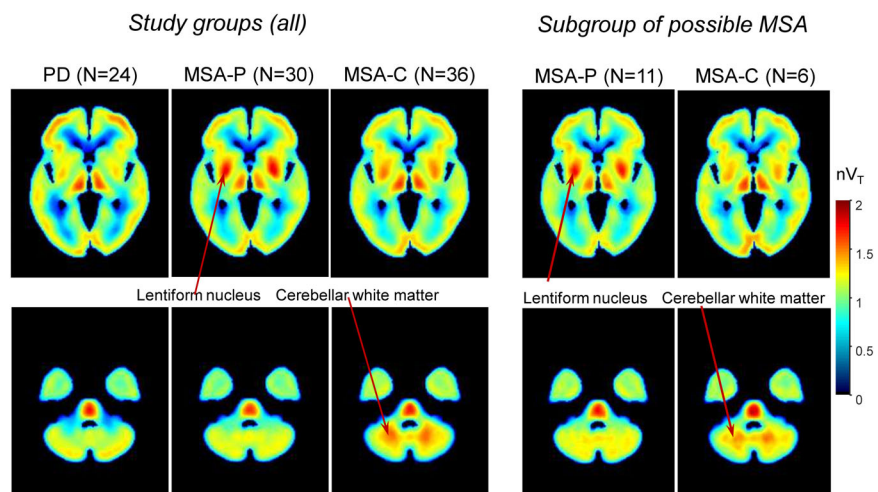 Study groups (all)
Subgroup of possible MSA
PD (N=24)
MSA-P (N=30)
MSA-C (N=36)
MSA-P (N=11)
MSA-C (N=6)
Lentiform nucleus
Cerebellar white matter
Lentiform nucleus
Cerebellar white matter
nVT
2
1.5
1
0.5
0